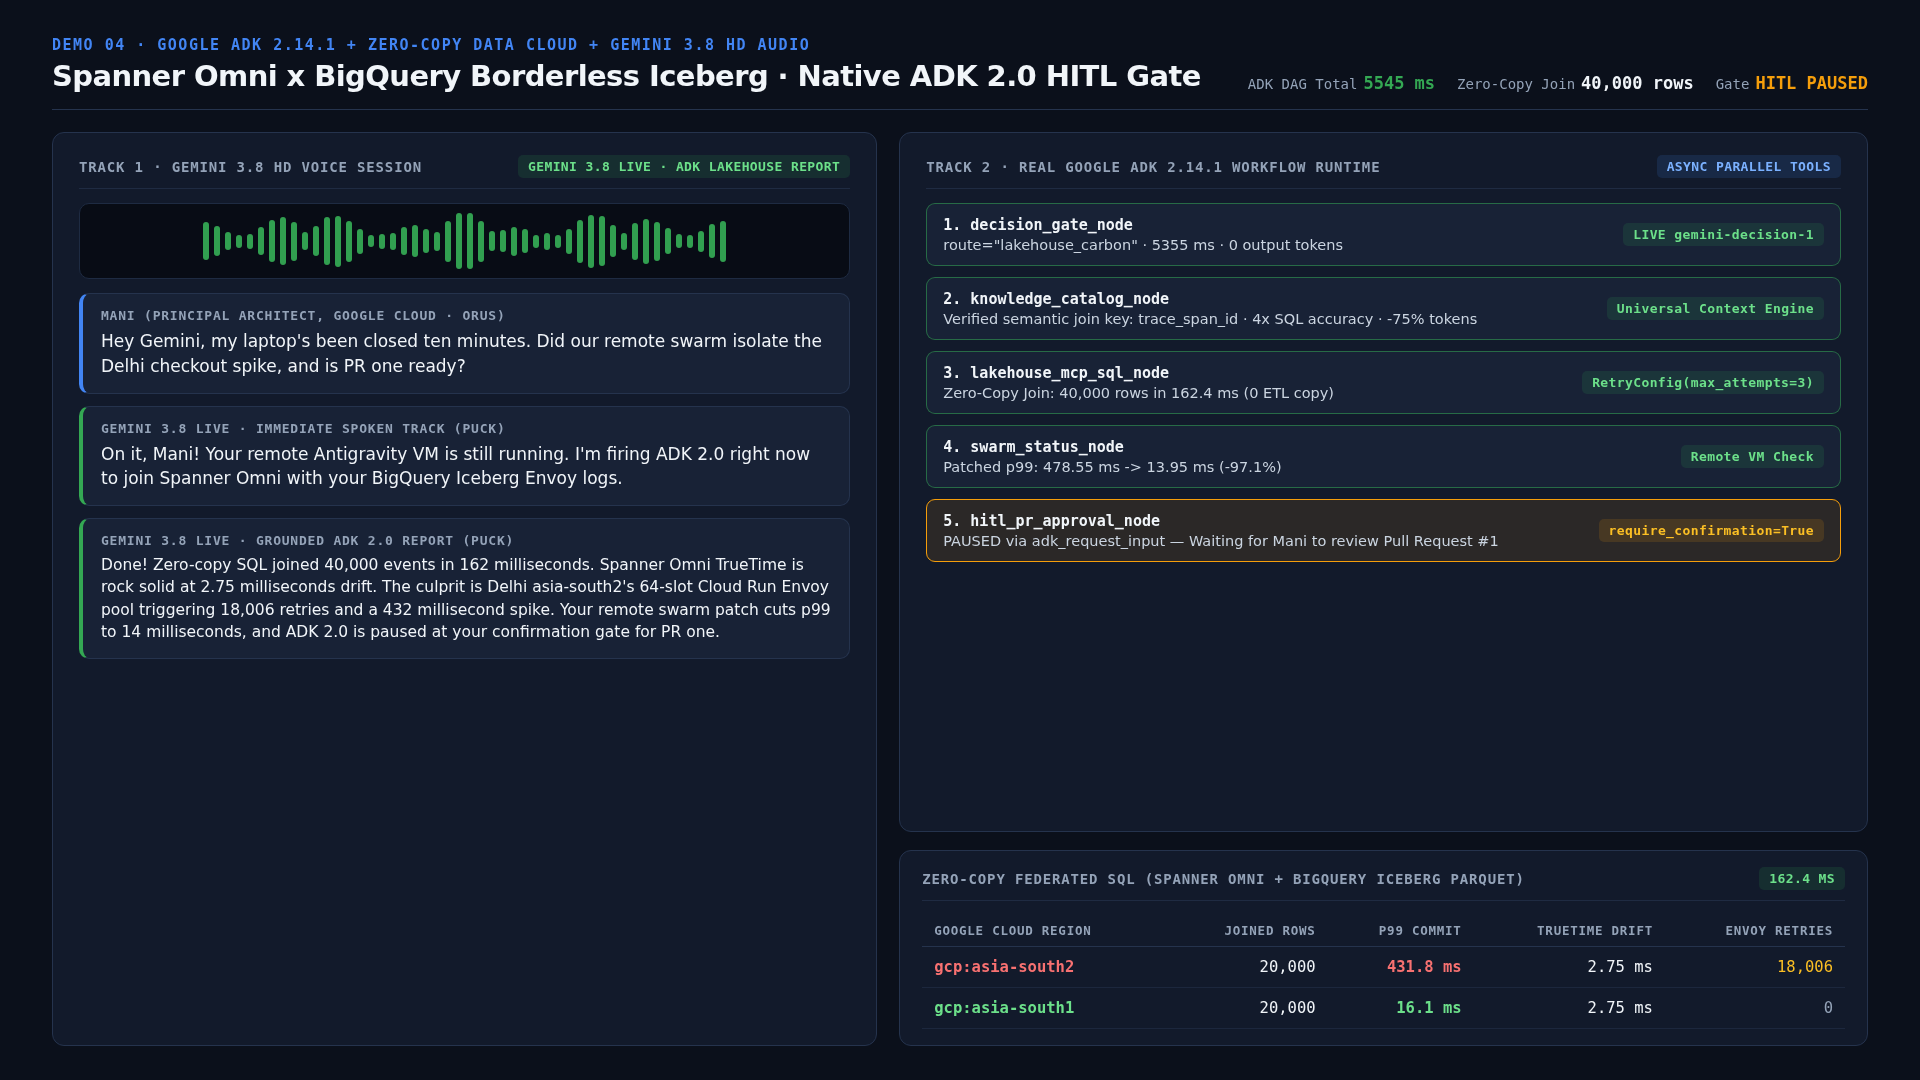 DEMO 04 · GOOGLE ADK 2.14.1 + ZERO-COPY DATA CLOUD + GEMINI 3.8 HD AUDIO
Spanner Omni x BigQuery Borderless Iceberg · Native ADK 2.0 HITL Gate
ADK DAG Total 5545 ms Zero-Copy Join 40,000 rows Gate HITL PAUSED
TRACK 1 · GEMINI 3.8 HD VOICE SESSION
GEMINI 3.8 LIVE · ADK LAKEHOUSE REPORT
MANI (PRINCIPAL ARCHITECT, GOOGLE CLOUD · ORUS)
Hey Gemini, my laptop's been closed ten minutes. Did our remote swarm isolate the
Delhi checkout spike, and is PR one ready?
GEMINI 3.8 LIVE · IMMEDIATE SPOKEN TRACK (PUCK)
On it, Mani! Your remote Antigravity VM is still running. I'm firing ADK 2.0 right now
to join Spanner Omni with your BigQuery Iceberg Envoy logs.
GEMINI 3.8 LIVE · GROUNDED ADK 2.0 REPORT (PUCK)
Done! Zero-copy SQL joined 40,000 events in 162 milliseconds. Spanner Omni TrueTime is
rock solid at 2.75 milliseconds drift. The culprit is Delhi asia-south2's 64-slot Cloud Run Envoy
pool triggering 18,006 retries and a 432 millisecond spike. Your remote swarm patch cuts p99
to 14 milliseconds, and ADK 2.0 is paused at your confirmation gate for PR one.
TRACK 2 · REAL GOOGLE ADK 2.14.1 WORKFLOW RUNTIME
ASYNC PARALLEL TOOLS
1. decision_gate_node
route="lakehouse_carbon" · 5355 ms · 0 output tokens
LIVE gemini-decision-1
2. knowledge_catalog_node
Verified semantic join key: trace_span_id · 4x SQL accuracy · -75% tokens
Universal Context Engine
3. lakehouse_mcp_sql_node
Zero-Copy Join: 40,000 rows in 162.4 ms (0 ETL copy)
RetryConfig(max_attempts=3)
4. swarm_status_node
Patched p99: 478.55 ms -> 13.95 ms (-97.1%)
Remote VM Check
5. hitl_pr_approval_node
PAUSED via adk_request_input — Waiting for Mani to review Pull Request #1
require_confirmation=True
ZERO-COPY FEDERATED SQL (SPANNER OMNI + BIGQUERY ICEBERG PARQUET)
162.4 MS
GOOGLE CLOUD REGION JOINED ROWS P99 COMMIT TRUETIME DRIFT ENVOY RETRIES
gcp:asia-south2 20,000 431.8 ms 2.75 ms 18,006
gcp:asia-south1 20,000 16.1 ms 2.75 ms 0